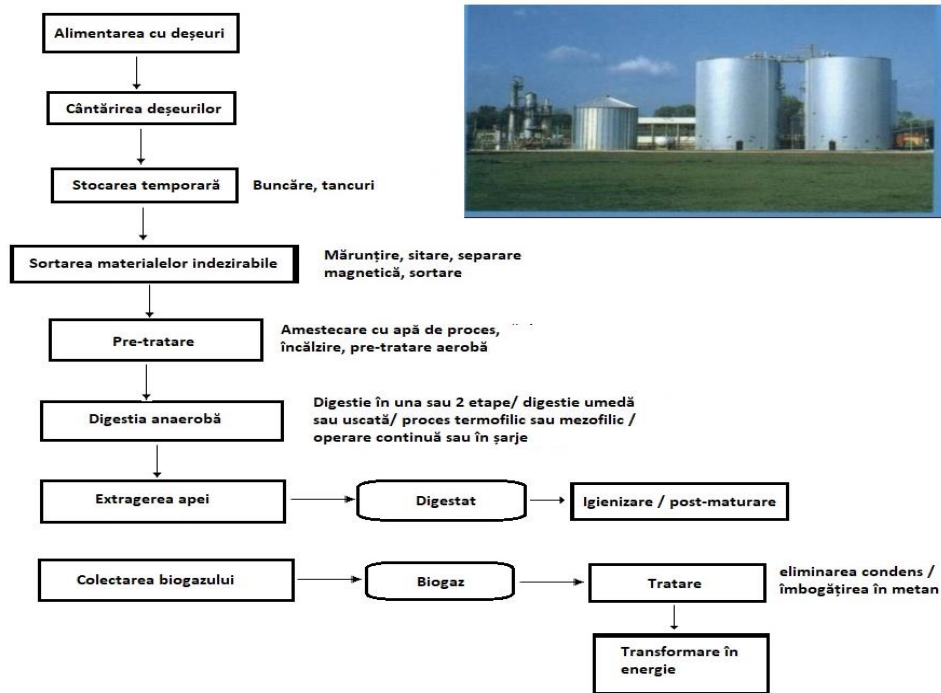 Alimentarea cu deșeuri
Cântărirea deșeurilor
Stocarea temporară
Buncăre, tancuri
Sortarea materialelor indezirabile
Mărunțire, sitare, separare
magnetică, sortare
Pre-tratare
Amestecare cu apă de proces,
încălzire, pre-tratare aerobă
Digestia anaerobă
Digestie în una sau 2 etape/ digestie umedă
sau uscată/ proces termofilic sau mezofilic /
operare continuă sau în șarje
Extragerea apei
Digestat
Igienizare / post-maturare
Colectarea biogazului
Biogaz
Tratare
eliminarea condens /
îmbogățirea în metan
Transformare în
energie